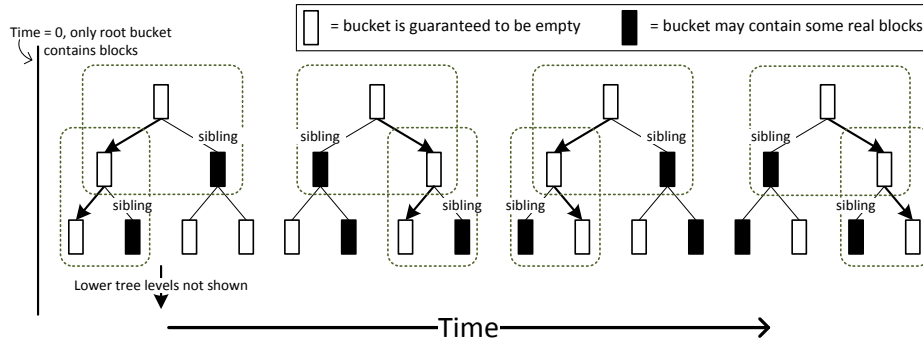 Time = 0, only root bucket
contains blocks
= bucket is guaranteed to be empty
= bucket may contain some real blocks
sibling
sibling
sibling
sibling
sibling
sibling
sibling
sibling
Lower tree levels not shown
Time